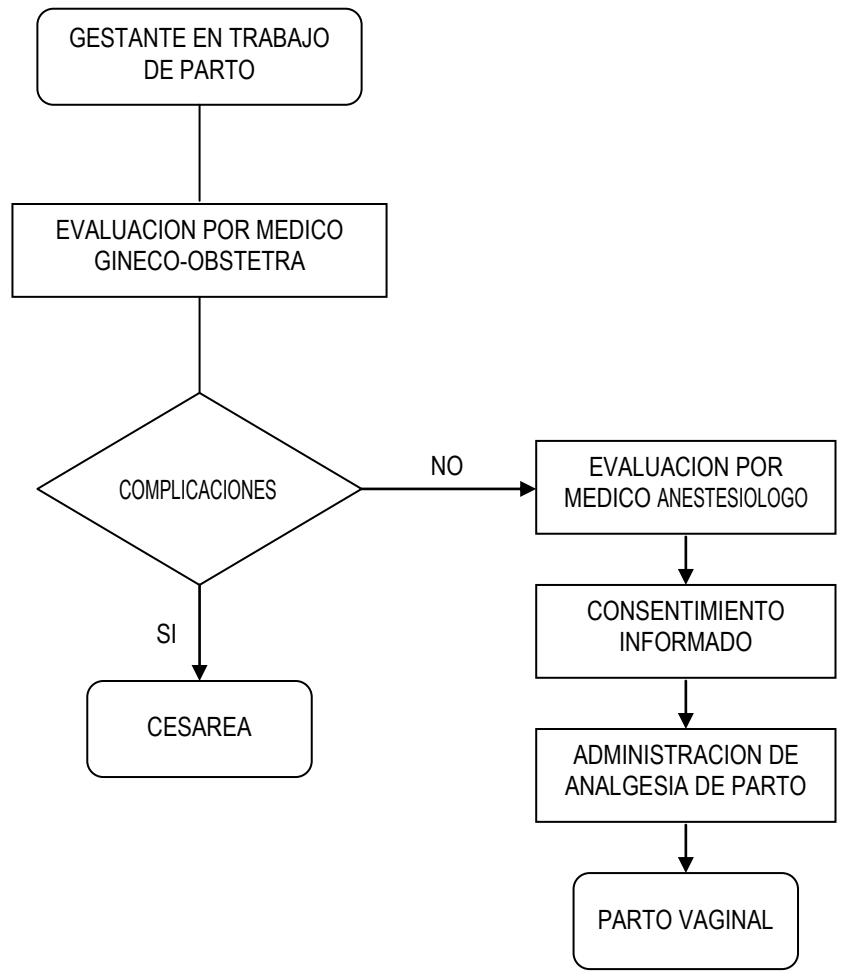 GESTANTE EN TRABAJO
DE PARTO
EVALUACION POR MEDICO
GINECO-OBSTETRA
COMPLICACIONES
NO
SI
CESAREA
EVALUACION POR
MEDICO ANESTESIOLOGO
CONSENTIMIENTO
INFORMADO
ADMINISTRACION DE
ANALGESIA DE PARTO
PARTO VAGINAL